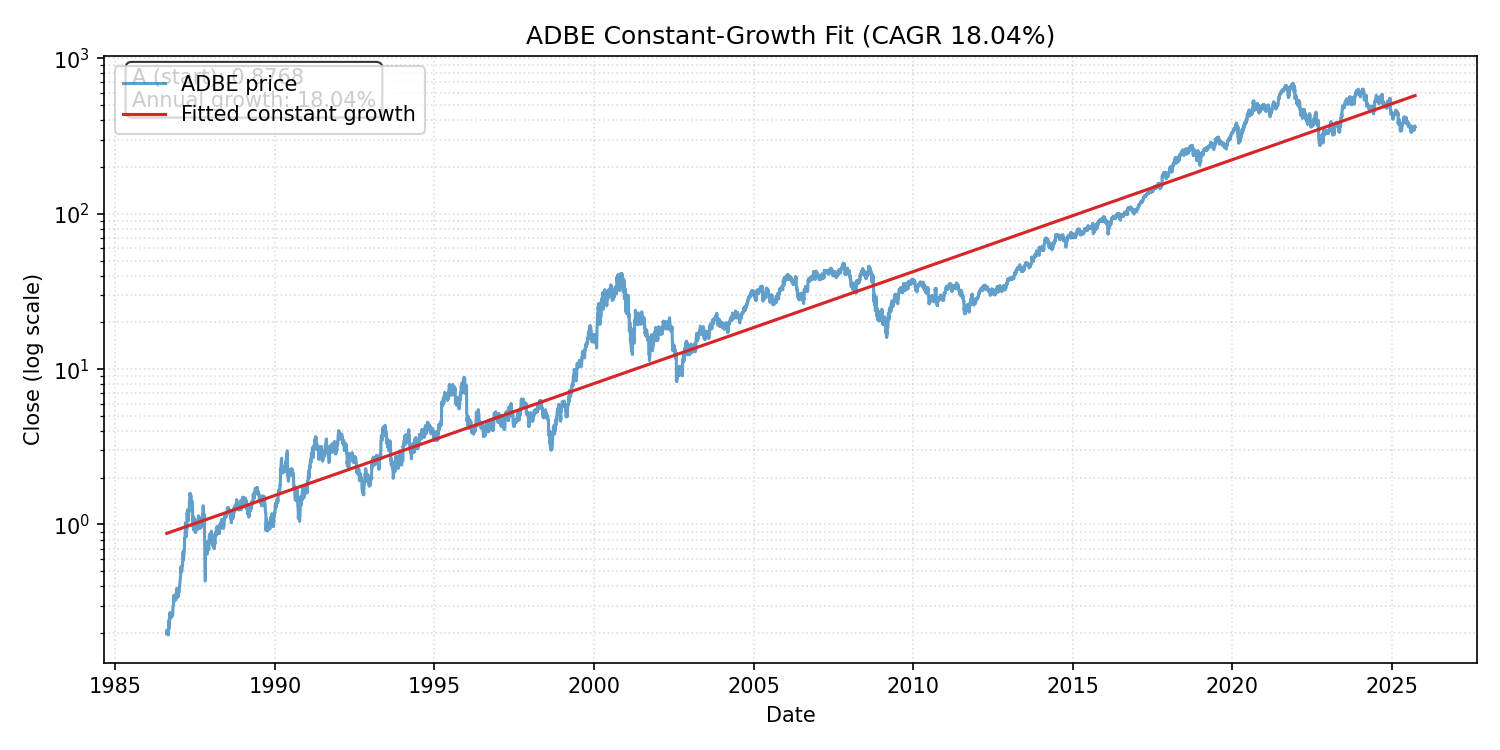 ADBE Constant-Growth Fit (CAGR 18.04%)
A (start): 0.8768
Annual growth: 18.04%
ADBE price
Fitted constant growth
Close (log scale)
10³
10²
10¹
10⁰
1985 1990 1995 2000 2005 2010 2015 2020 2025
Date